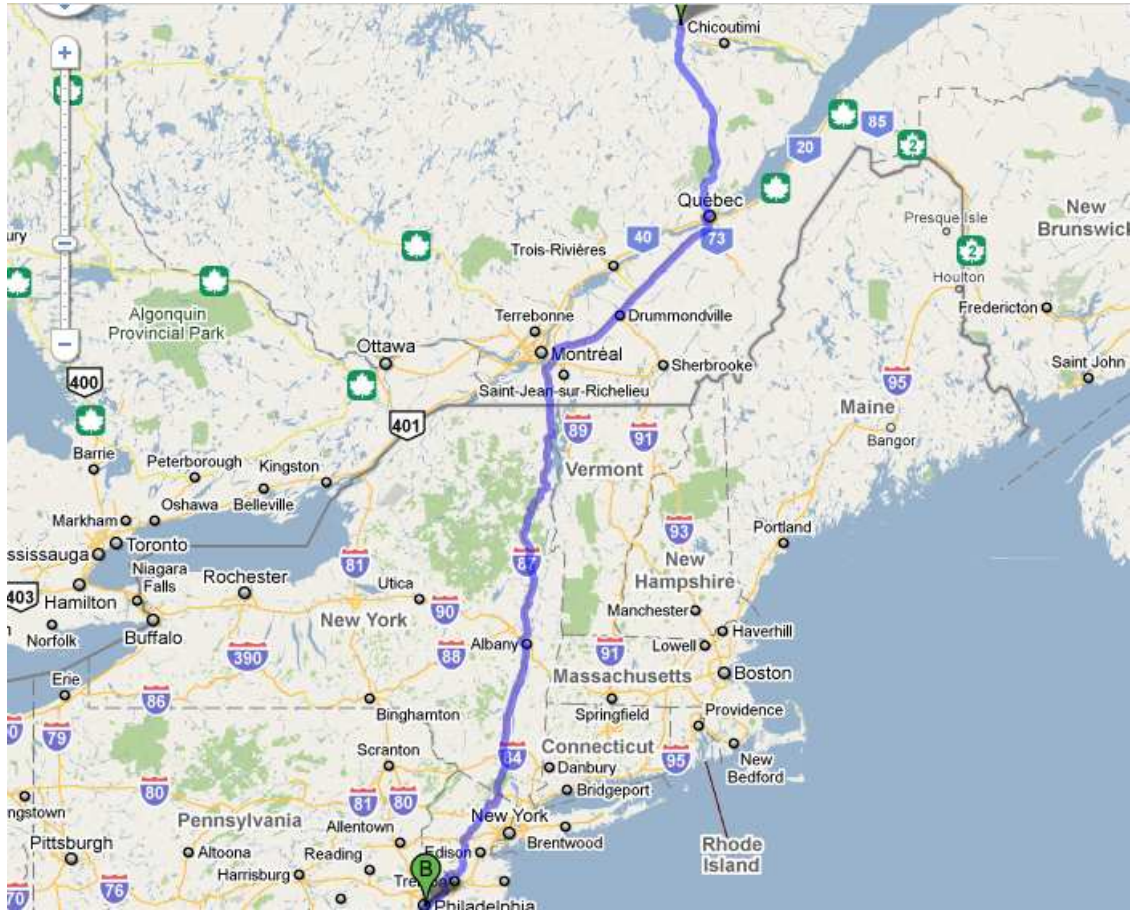 Chicoutimi
85
20
2
Québec
New
Brunswick
Presque Isle
40
73
Trois-Rivières
2
Houlton
Algonquin
Provincial Park
Terrebonne
Drummondville
Fredericton
Ottawa
Montréal
Sherbrooke
Saint John
400
Saint-Jean-sur-Richelieu
95
401
Maine
89
91
Bangor
Barrie
Peterborough
Kingston
Vermont
Oshawa
Belleville
Markham
93
Portland
Toronto
81
87
New
Hampshire
Niagara
Falls
Rochester
Utica
403
Hamilton
90
Manchester
New York
Norfolk
Buffalo
Haverhill
Albany
Lowell
390
88
91
Massachusetts
Boston
Erie
86
Binghamton
Springfield
Providence
79
Connecticut
84
95
New
Bedford
Scranton
Danbury
80
81
80
Bridgeport
Pennsylvania
New York
Allentown
Brentwood
Rhode
Island
Pittsburgh
Altoona
Reading
Edison
Harrisburg
B
76
70
Philadelphia